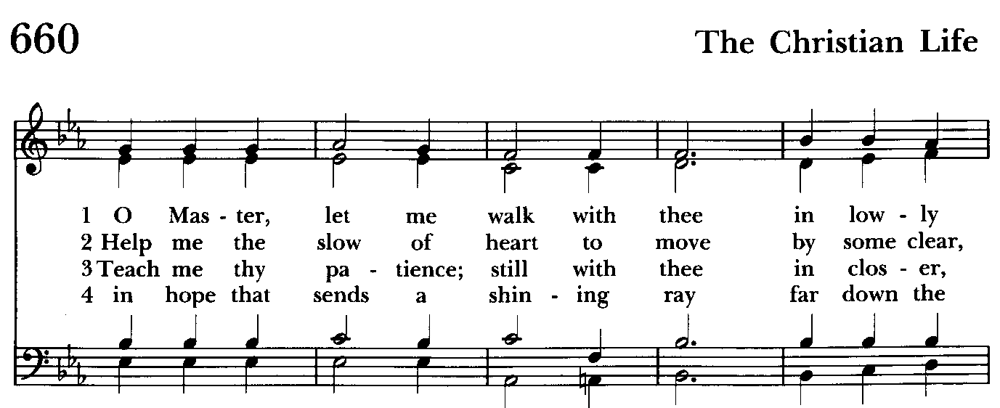 660 The Christian Life
1 O Mas - ter, let me walk with thee in low - ly
2 Help me the slow of heart to move by some clear,
3 Teach me thy pa - tience; still with thee in clos - er,
4 in hope that sends a shin - ing ray far down the